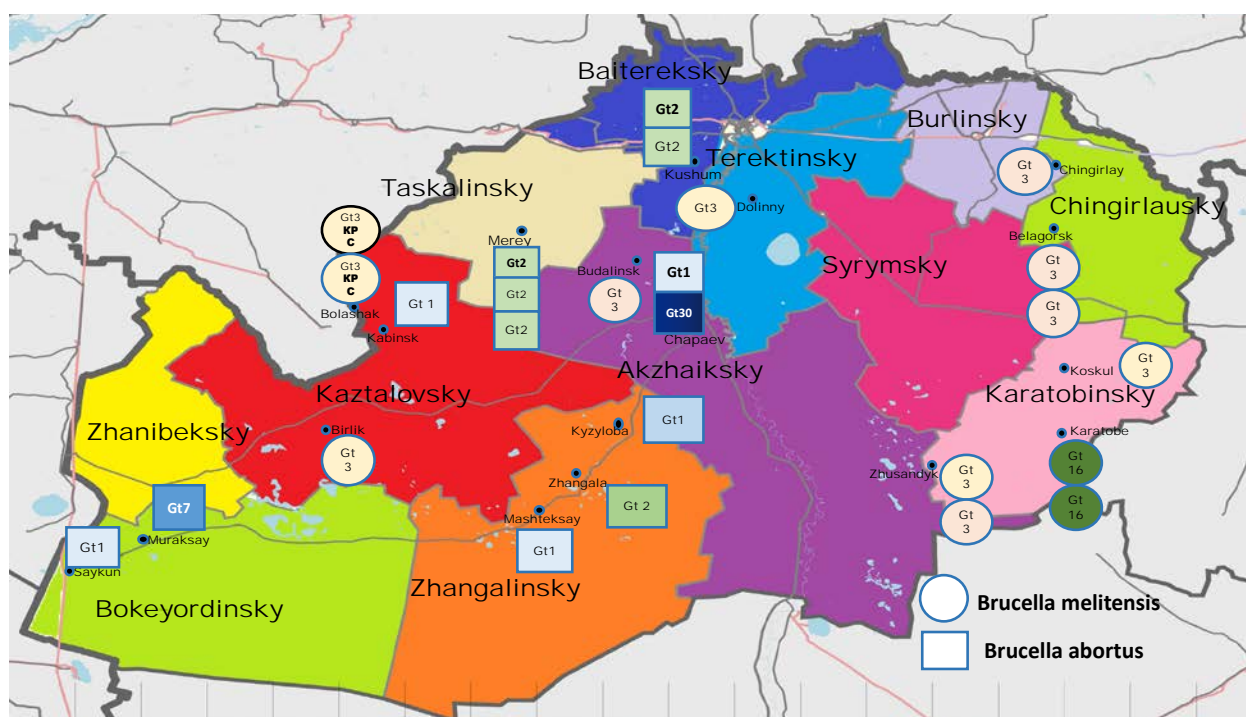 Baitereksky
Gt2
Gt2
Kushum
Terektinsky
Burlinsky
Gt
3
Chingirlay
Chingirlausky
Belagorsk
Taskalinsky
Gt3
Dolinny
Gt3
KP
C
Gt3
KP
C
Bolashak
Merey
Gt2
Gt2
Gt2
Budalinsk
Gt
3
Gt1
Gt30
Chapaev
Syrymsky
Gt
3
Gt
3
Gt 1
Kabinsk
Akzhaiksky
Koskul
Gt
3
Karatobinsky
Kaztalovsky
Zhanibeksky
Birlik
Gt
3
Kyzyloba
Gt1
Karatobe
Zhusandyk
Gt
3
Gt
3
Gt
16
Gt
16
Zhangala
Gt 2
Mashteksay
Gt1
Gt7
Muraksay
Gt1
Saykun
Zhangalinsky
Bokeyordinsky
Brucella melitensis
Brucella abortus